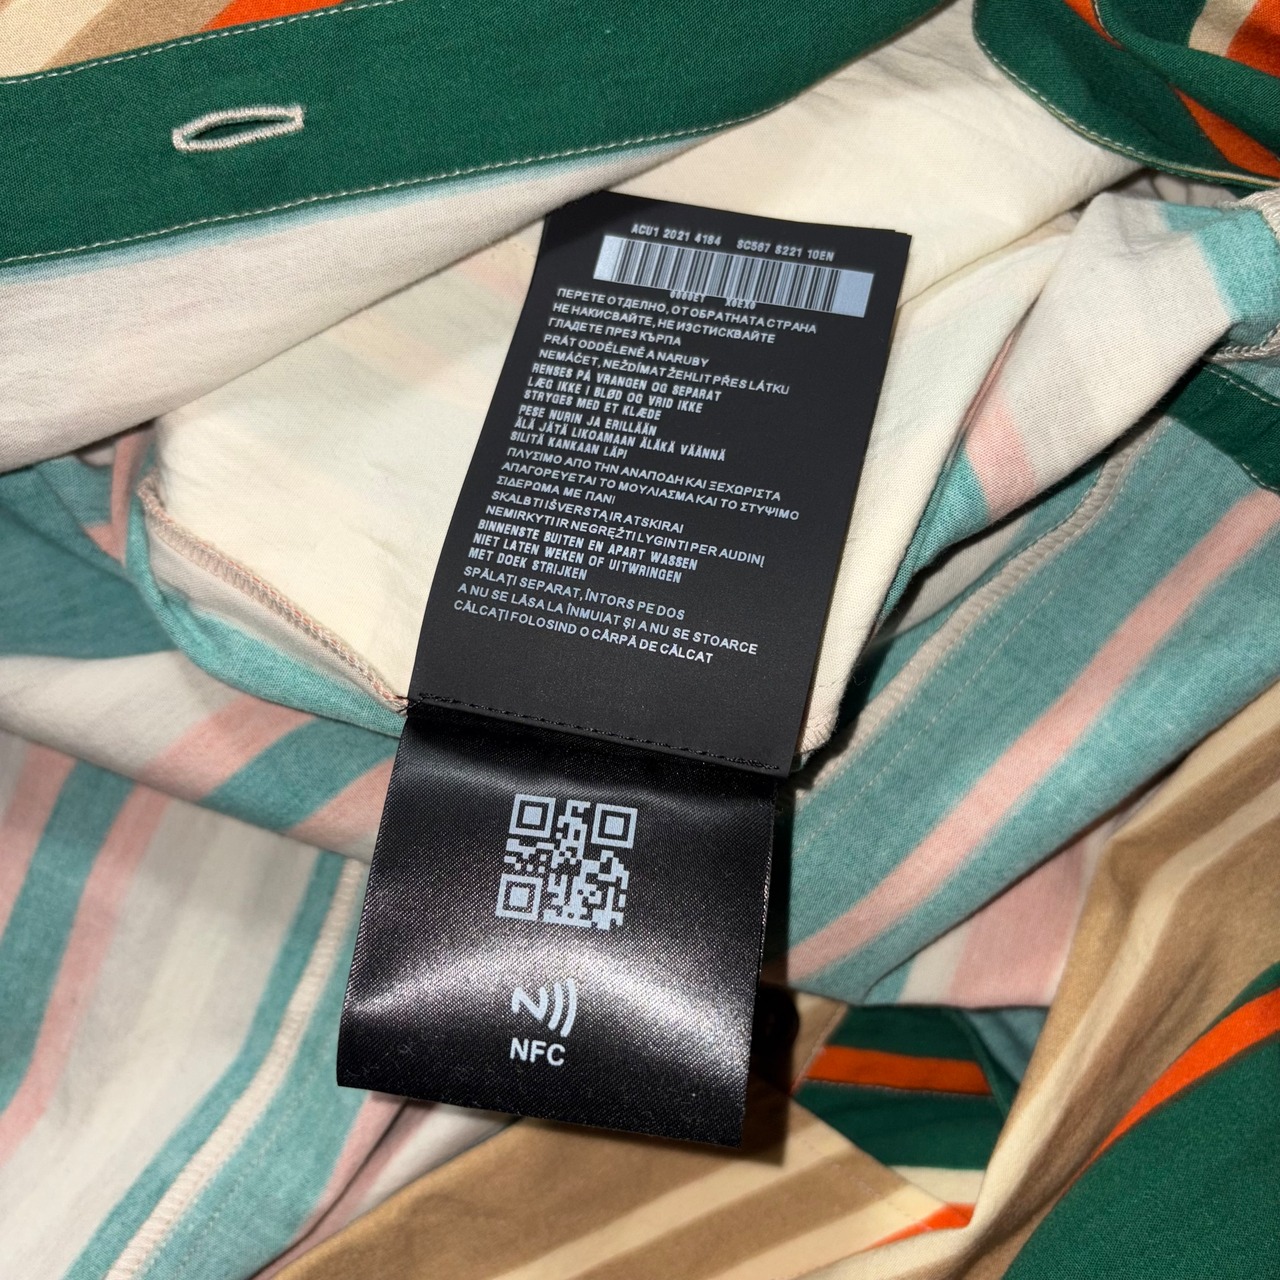 ACU1 2021 4184 SC567 S221 10EN
ПЕРЕТЕ ОТДЕЛНО, ОТ ОБРАТНАТА СТРАНА
НЕ НАКИСВАЙТЕ, НЕ ИЗСТИСКВАЙТЕ
ГЛАДЕТЕ ПРЕЗ КЪРПА
PRÁT ODDĚLENĚ A NARUBY
NEMÁČET, NEŽDÍMAT ŽEHLIT PŘES LÁTKU
RENSES PÅ VRANGEN OG SEPARAT
LÆG IKKE I BLØD OG VRID IKKE
STRYGES MED ET KLÆDE
PESE NURIN JA ERILLÄÄN
ÄLÄ JÄTÄ LIKOAMAAN ÄLÄKÄ VÄÄNNÄ
SILITÄ KANKAAN LÄPI
ΠΛΥΣΙΜΟ ΑΠΟ ΤΗΝ ΑΝΑΠΟΔΗ ΚΑΙ ΞΕΧΩΡΙΣΤΑ
ΑΠΑΓΟΡΕΥΕΤΑΙ ΤΟ ΜΟΥΛΙΑΣΜΑ ΚΑΙ ΤΟ ΣΤΥΨΙΜΟ
ΣΙΔΕΡΩΜΑ ΜΕ ΠΑΝΙ
SKALBTI IŠVERSTĄ IR ATSKIRAI
NEMIRKYTI IR NEGRĘŽTI LYGINTI PER AUDINĮ
BINNENSTE BUITEN EN APART WASSEN
NIET LATEN WEKEN OF UITWRINGEN
MET DOEK STRIJKEN
SPĂLAȚI SEPARAT, ÎNTORS PE DOS
A NU SE LĂSA LA ÎNMUIAT ȘI A NU SE STOARCE
CĂLCAȚI FOLOSIND O CÂRPĂ DE CĂLCAT
NFC